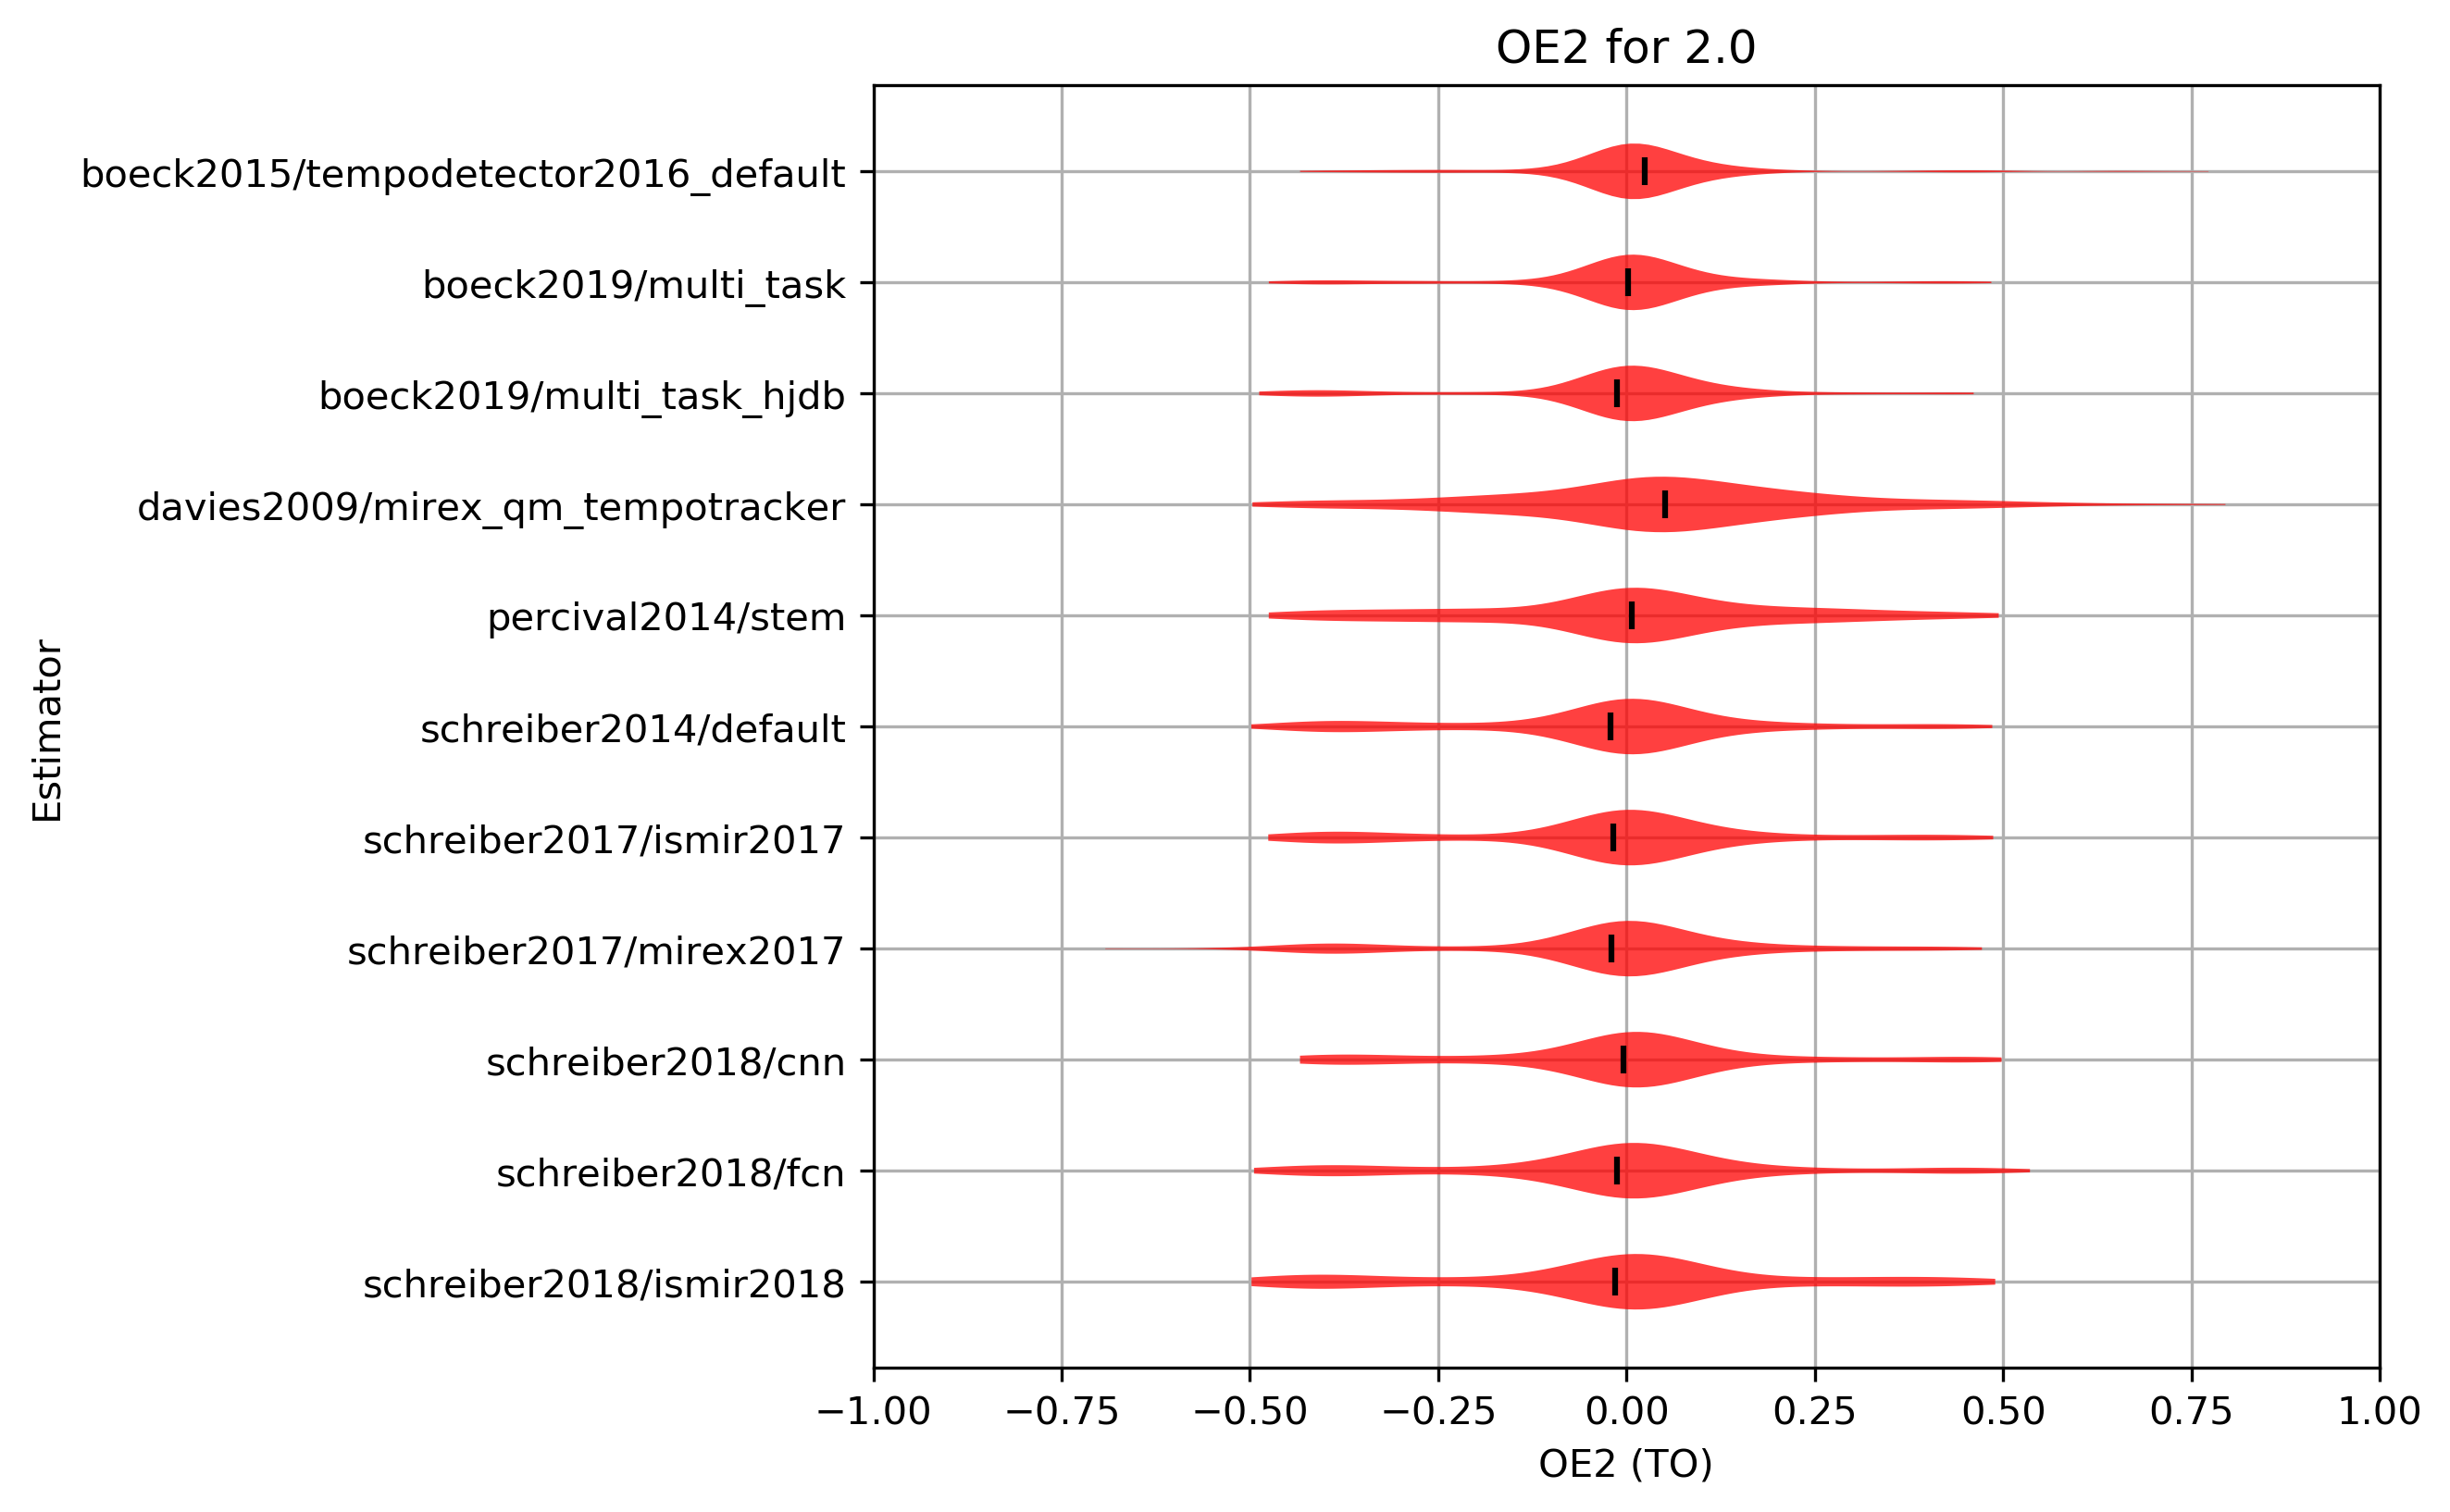 OE2 for 2.0
boeck2015/tempodetector2016_default
boeck2019/multi_task
boeck2019/multi_task_hjdb
davies2009/mirex_qm_tempotracker
percival2014/stem
schreiber2014/default
schreiber2017/ismir2017
schreiber2017/mirex2017
schreiber2018/cnn
schreiber2018/fcn
schreiber2018/ismir2018
Estimator
−1.00 −0.75 −0.50 −0.25 0.00 0.25 0.50 0.75 1.00
OE2 (TO)